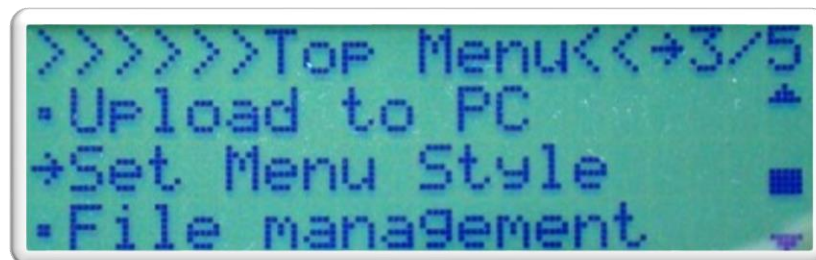 >>>>>>Top Menu<<→3/5
·Upload to PC
→Set Menu Style
·File management